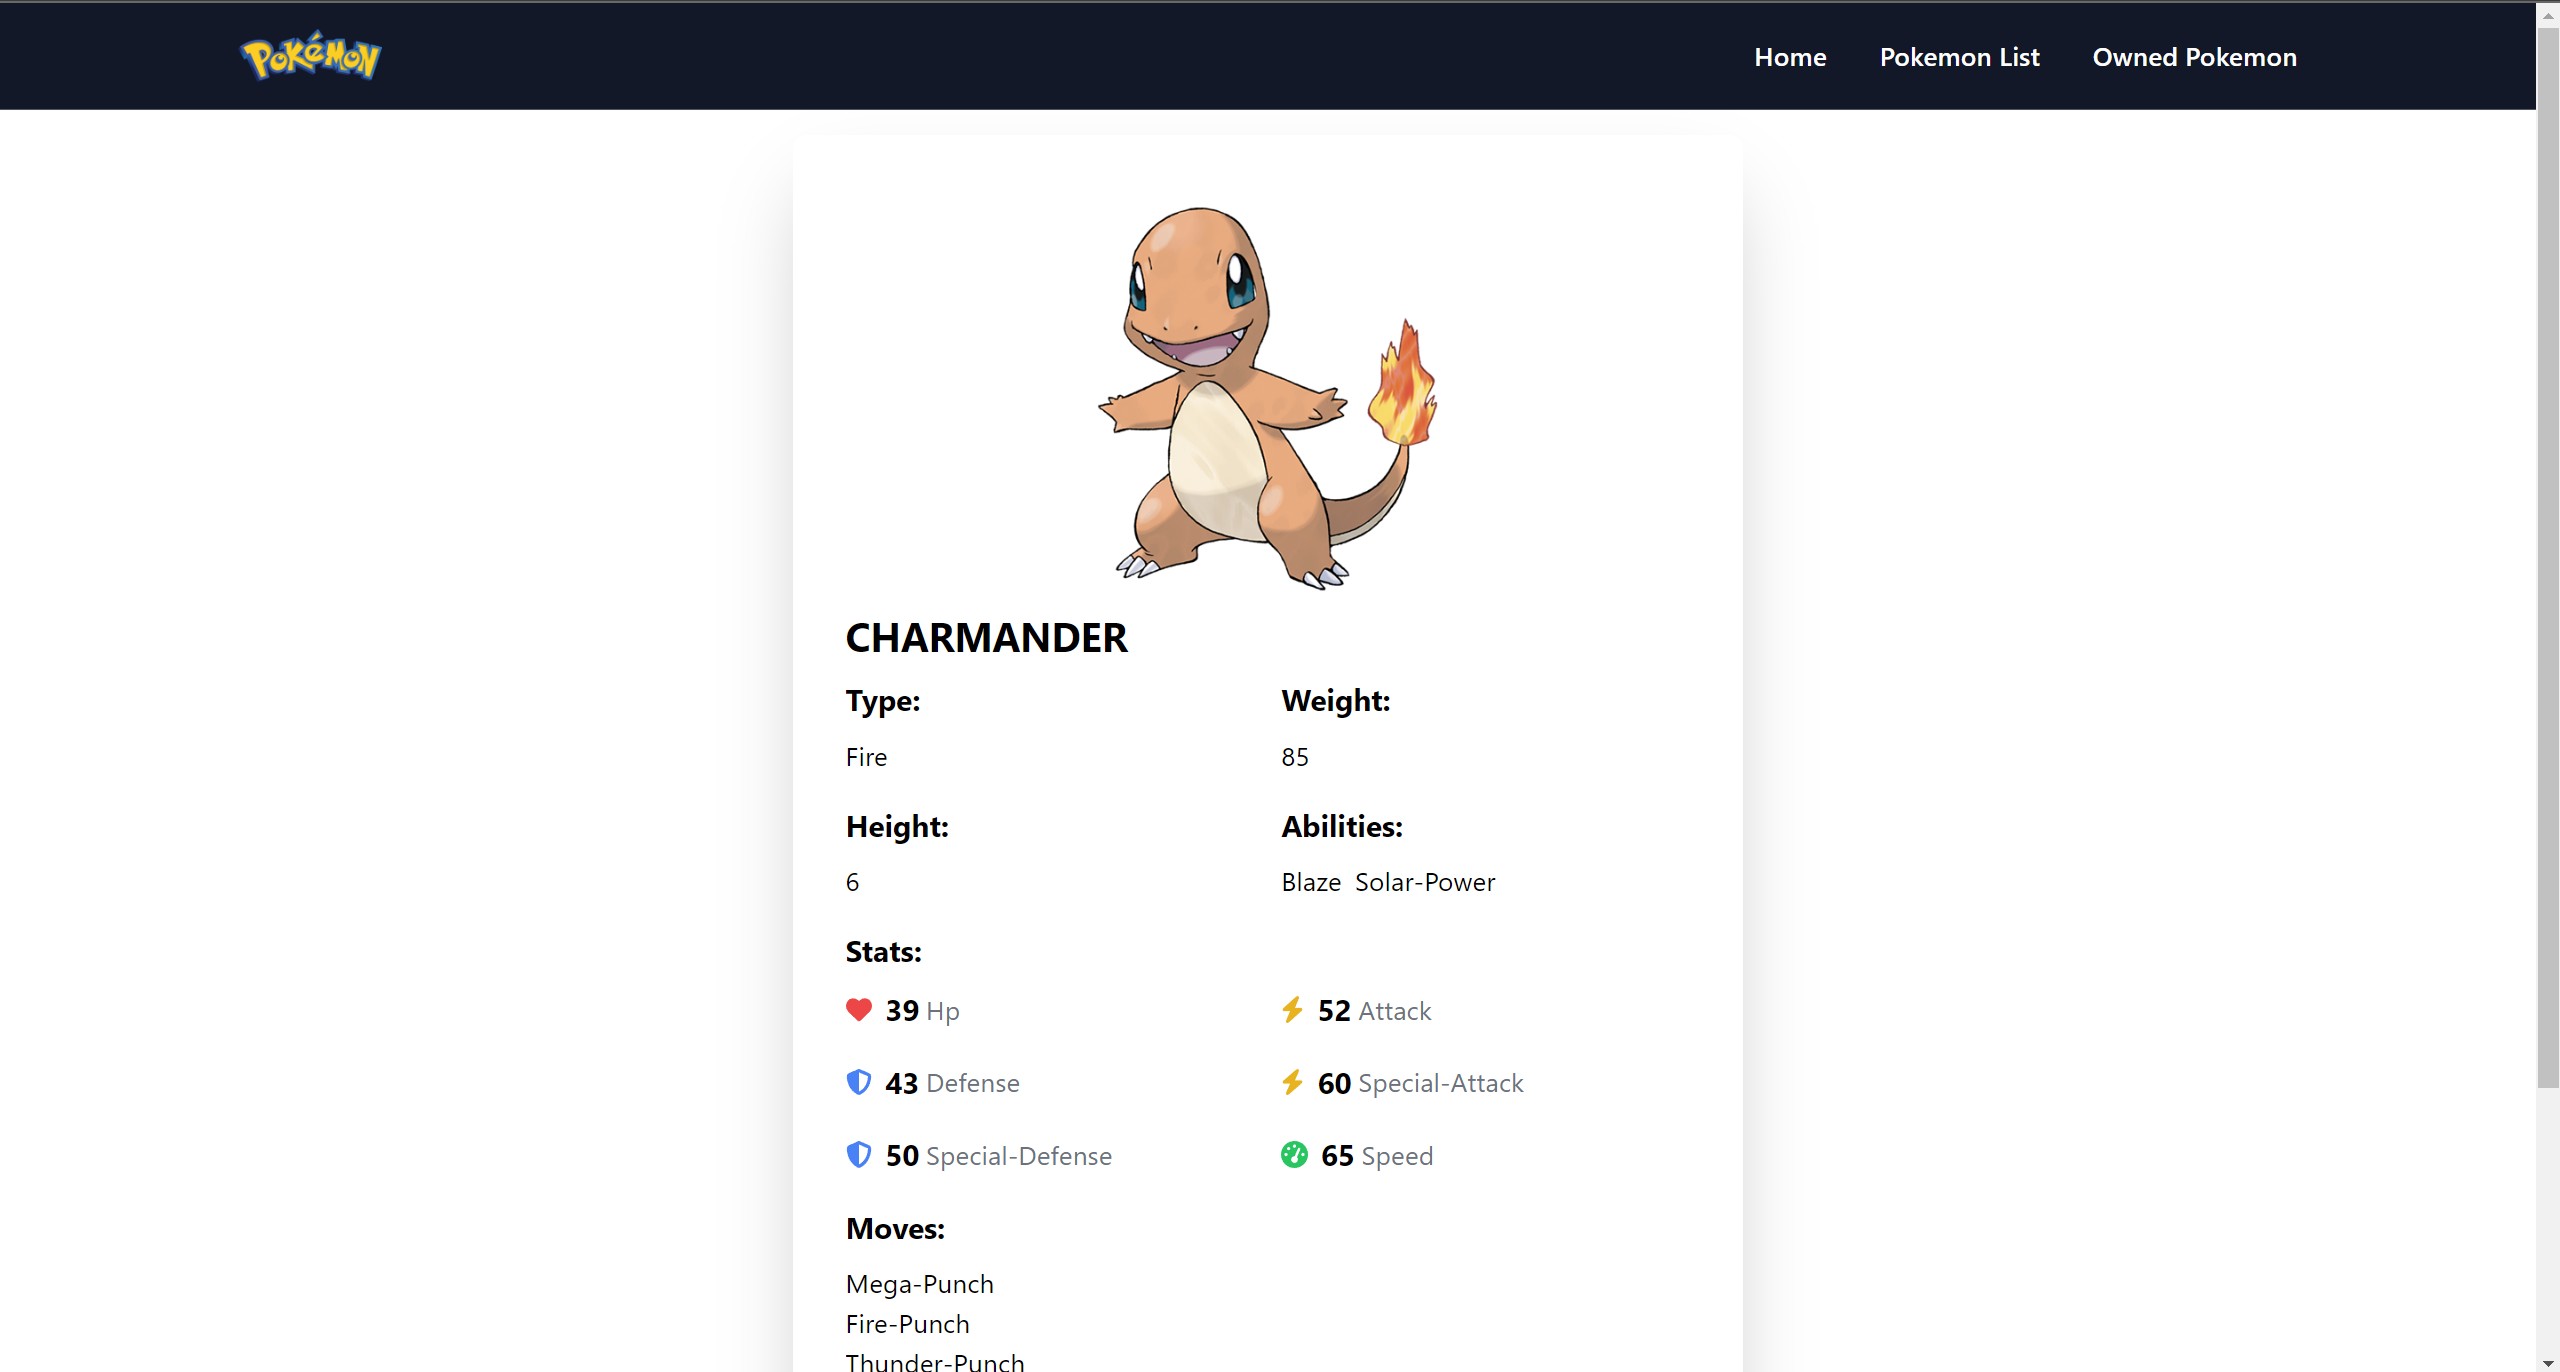 Pokémon
Home Pokemon List Owned Pokemon
CHARMANDER
Type: Weight:
Fire 85
Height: Abilities:
6 Blaze Solar-Power
Stats:
39 Hp 52 Attack
43 Defense 60 Special-Attack
50 Special-Defense 65 Speed
Moves:
Mega-Punch
Fire-Punch
Thunder-Punch